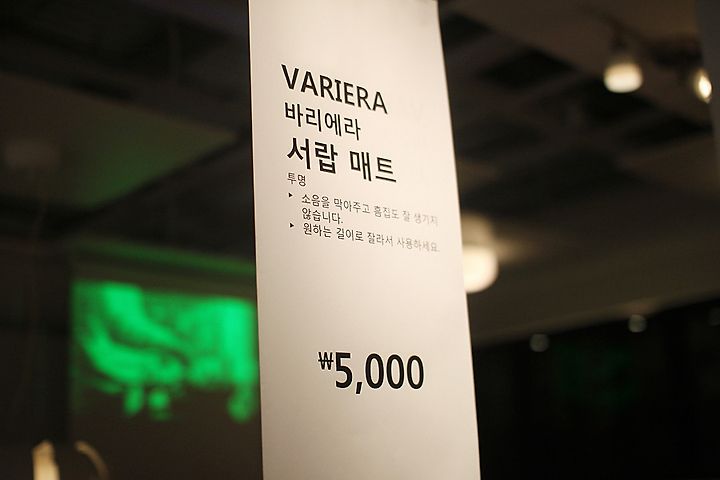 VARIERA
바리에라
서랍 매트
투명
‣ 소음을 막아주고 흠집도 잘 생기지
않습니다.
‣ 원하는 길이로 잘라서 사용하세요.
₩5,000